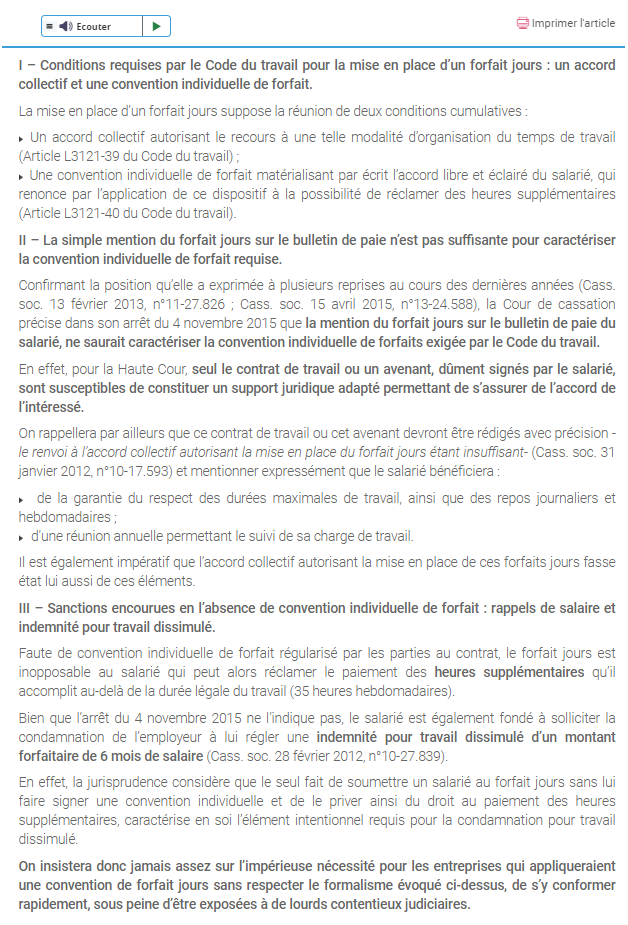 Ecouter
Imprimer l'article
I – Conditions requises par le Code du travail pour la mise en place d'un forfait jours : un accord
collectif et une convention individuelle de forfait.
La mise en place d'un forfait jours suppose la réunion de deux conditions cumulatives :
Un accord collectif autorisant le recours à une telle modalité d'organisation du temps de travail
(Article L3121-39 du Code du travail) ;
Une convention individuelle de forfait matérialisant par écrit l'accord libre et éclairé du salarié, qui
renonce par l'application de ce dispositif à la possibilité de réclamer des heures supplémentaires
(Article L3121-40 du Code du travail).
II – La simple mention du forfait jours sur le bulletin de paie n'est pas suffisante pour caractériser
la convention individuelle de forfait requise.
Confirmant la position qu'elle a exprimée à plusieurs reprises au cours des dernières années (Cass.
soc. 13 février 2013, n°11-27.826 ; Cass. soc. 15 avril 2015, n°13-24.588), la Cour de cassation
précise dans son arrêt du 4 novembre 2015 que la mention du forfait jours sur le bulletin de paie du
salarié, ne saurait caractériser la convention individuelle de forfaits exigée par le Code du travail.
En effet, pour la Haute Cour, seul le contrat de travail ou un avenant, dûment signés par le salarié,
sont susceptibles de constituer un support juridique adapté permettant de s'assurer de l'accord de
l'intéressé.
On rappellera par ailleurs que ce contrat de travail ou cet avenant devront être rédigés avec précision -
le renvoi à l'accord collectif autorisant la mise en place du forfait jours étant insuffisant- (Cass. soc. 31
janvier 2012, n°10-17.593) et mentionner expressément que le salarié bénéficiera :
de la garantie du respect des durées maximales de travail, ainsi que des repos journaliers et
hebdomadaires ;
d'une réunion annuelle permettant le suivi de sa charge de travail.
Il est également impératif que l'accord collectif autorisant la mise en place de ces forfaits jours fasse
état lui aussi de ces éléments.
III – Sanctions encourues en l'absence de convention individuelle de forfait : rappels de salaire et
indemnité pour travail dissimulé.
Faute de convention individuelle de forfait régularisé par les parties au contrat, le forfait jours est
inopposable au salarié qui peut alors réclamer le paiement des heures supplémentaires qu'il
accomplit au-delà de la durée légale du travail (35 heures hebdomadaires).
Bien que l'arrêt du 4 novembre 2015 ne l'indique pas, le salarié est également fondé à solliciter la
condamnation de l'employeur à lui régler une indemnité pour travail dissimulé d'un montant
forfaitaire de 6 mois de salaire (Cass. soc. 28 février 2012, n°10-27.839).
En effet, la jurisprudence considère que le seul fait de soumettre un salarié au forfait jours sans lui
faire signer une convention individuelle et de le priver ainsi du droit au paiement des heures
supplémentaires, caractérise en soi l'élément intentionnel requis pour la condamnation pour travail
dissimulé.
On insistera donc jamais assez sur l'impérieuse nécessité pour les entreprises qui appliqueraient
une convention de forfait jours sans respecter le formalisme évoqué ci-dessus, de s'y conformer
rapidement, sous peine d'être exposées à de lourds contentieux judiciaires.